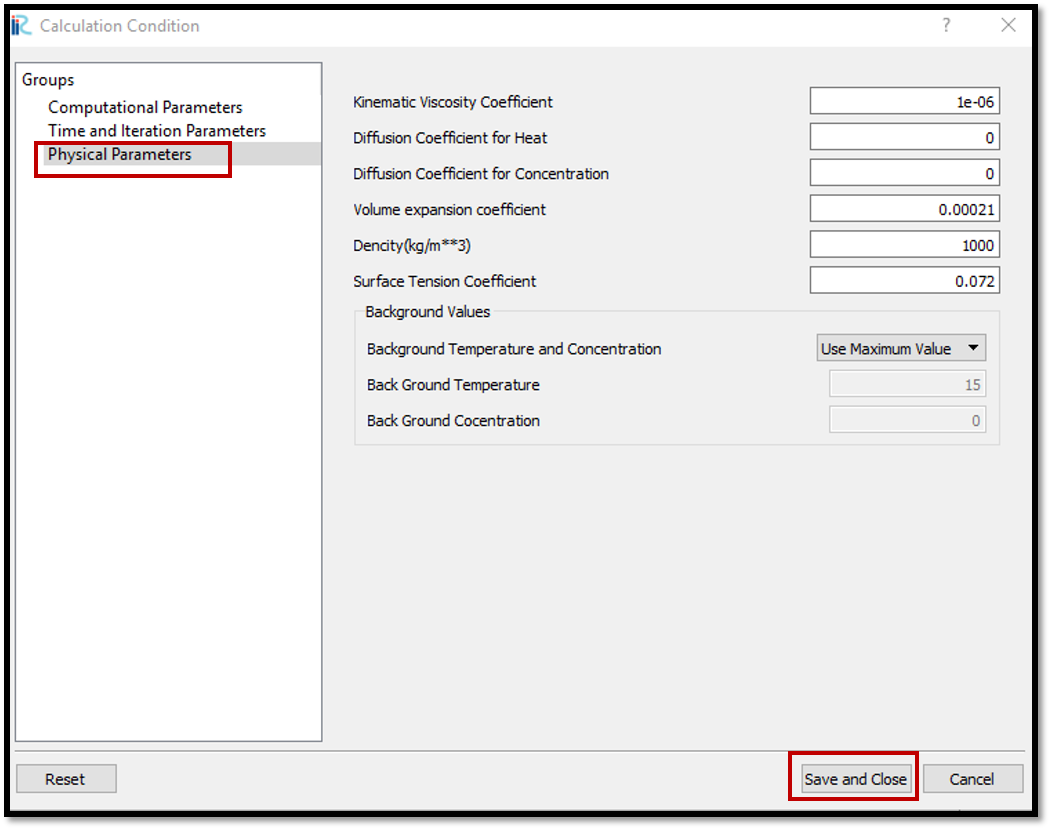 Calculation Condition
?
Groups
Computational Parameters
Time and Iteration Parameters
Physical Parameters
Kinematic Viscosity Coefficient 1e-06
Diffusion Coefficient for Heat 0
Diffusion Coefficient for Concentration 0
Volume expansion coefficient 0.00021
Dencity(kg/m**3) 1000
Surface Tension Coefficient 0.072
Background Values
Background Temperature and Concentration Use Maximum Value
Back Ground Temperature 15
Back Ground Cocentration 0
Reset Save and Close Cancel